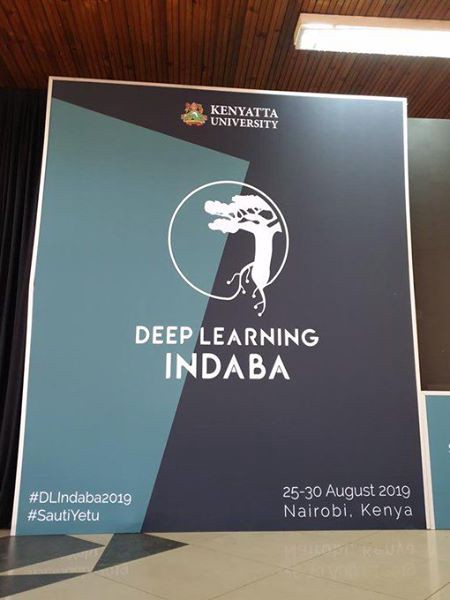 KENYATTA
UNIVERSITY
DEEP LEARNING
INDABA
#DLIndaba2019
#SautiYetu
25-30 August 2019
Nairobi, Kenya